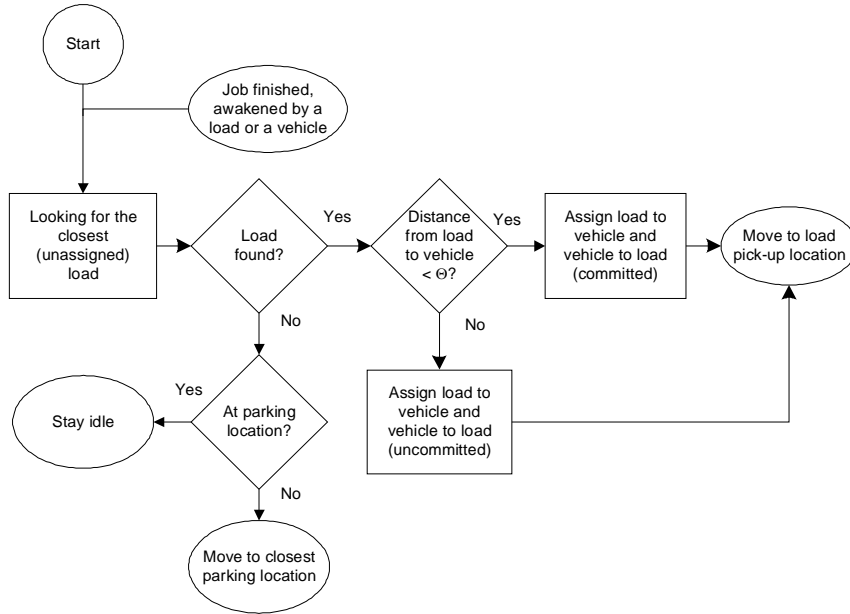 Start
Job finished,
awakened by a
load or a vehicle
Looking for the
closest
(unassigned)
load
Load
found?
Yes
Distance
from load
to vehicle
< Θ?
Yes
Assign load to
vehicle and
vehicle to load
(committed)
Move to load
pick-up location
No
No
Stay idle
Yes
At parking
location?
Assign load to
vehicle and
vehicle to load
(uncommitted)
No
Move to closest
parking location